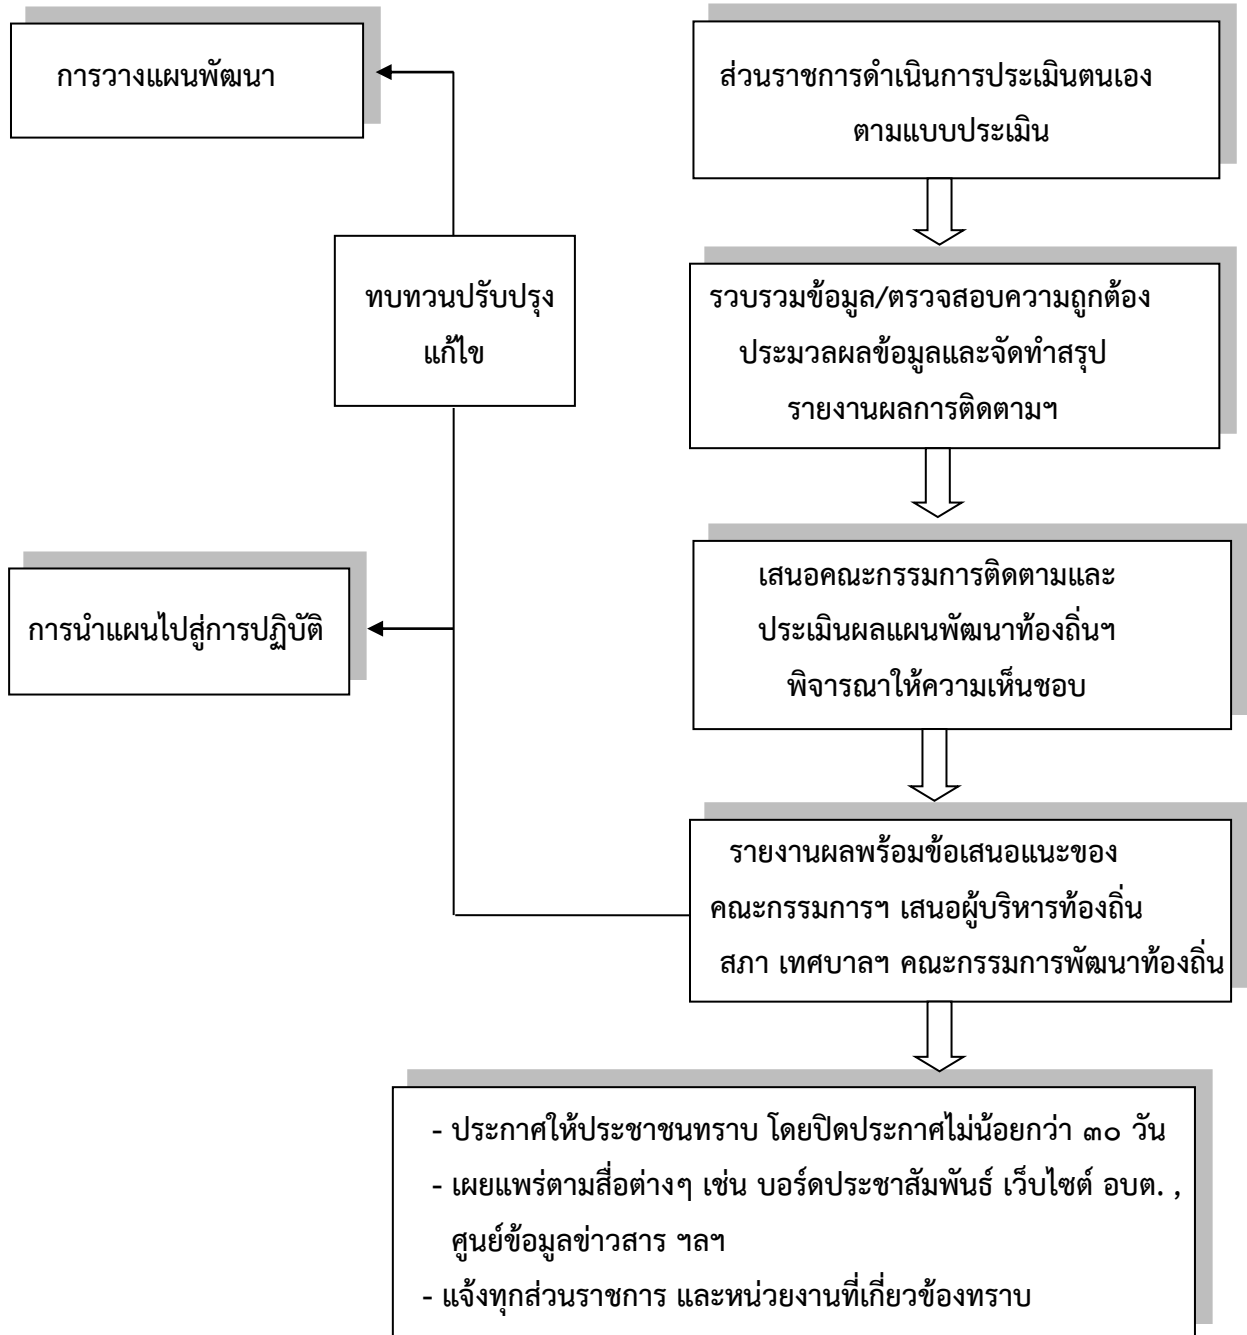 การวางแผนพัฒนา
ส่วนราชการดำเนินการประเมินตนเอง
ตามแบบประเมิน
ทบทวนปรับปรุง
แก้ไข
รวบรวมข้อมูล/ตรวจสอบความถูกต้อง
ประมวลผลข้อมูลและจัดทำสรุป
รายงานผลการติดตามฯ
การนำแผนไปสู่การปฏิบัติ
เสนอคณะกรรมการติดตามและ
ประเมินผลแผนพัฒนาท้องถิ่นฯ
พิจารณาให้ความเห็นชอบ
รายงานผลพร้อมข้อเสนอแนะของ
คณะกรรมการฯ เสนอผู้บริหารท้องถิ่น
สภา เทศบาลฯ คณะกรรมการพัฒนาท้องถิ่น
- ประกาศให้ประชาชนทราบ โดยปิดประกาศไม่น้อยกว่า ๓๐ วัน
- เผยแพร่ตามสื่อต่างๆ เช่น บอร์ดประชาสัมพันธ์ เว็บไซต์ อบต. ,
ศูนย์ข้อมูลข่าวสาร ฯลฯ
- แจ้งทุกส่วนราชการ และหน่วยงานที่เกี่ยวข้องทราบ